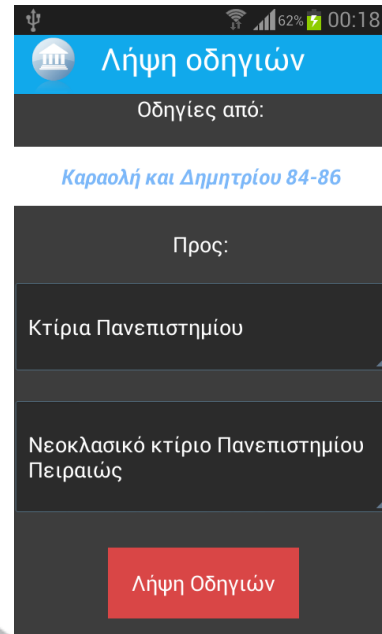 62% 00:18
Λήψη οδηγιών
Οδηγίες από:
Καραολή και Δημητρίου 84-86
Προς:
Κτίρια Πανεπιστημίου
Νεοκλασικό κτίριο Πανεπιστημίου
Πειραιώς
Λήψη Οδηγιών